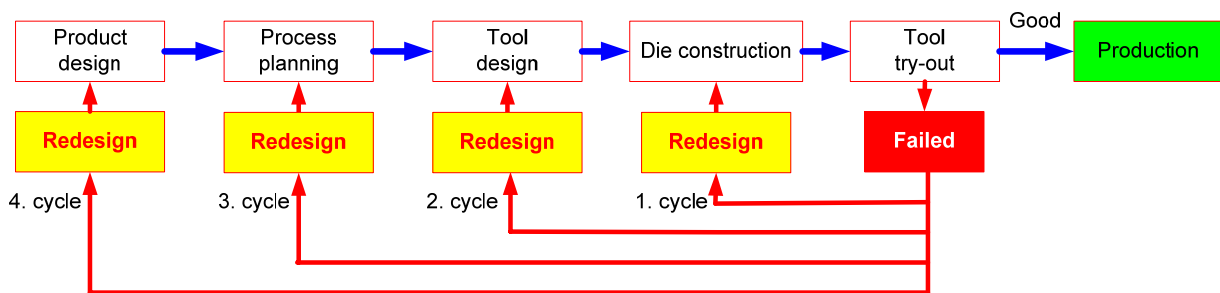 Product
design
Process
planning
Tool
design
Die construction
Tool
try-out
Good
Production
Redesign
Redesign
Redesign
Redesign
Failed
4. cycle
3. cycle
2. cycle
1. cycle